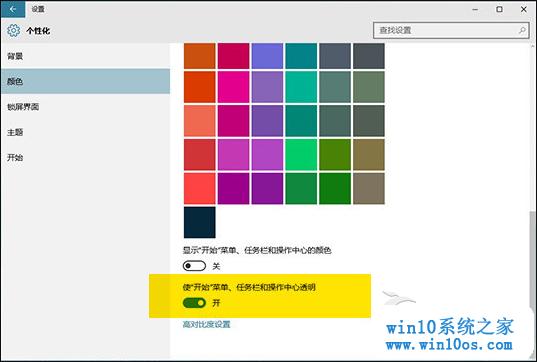 设置
个性化
查找设置
背景
颜色
锁屏界面
主题
开始
显示"开始"菜单、任务栏和操作中心的颜色
关
使"开始"菜单、任务栏和操作中心透明
开
高对比度设置
win10系统之家
www.win10os.com